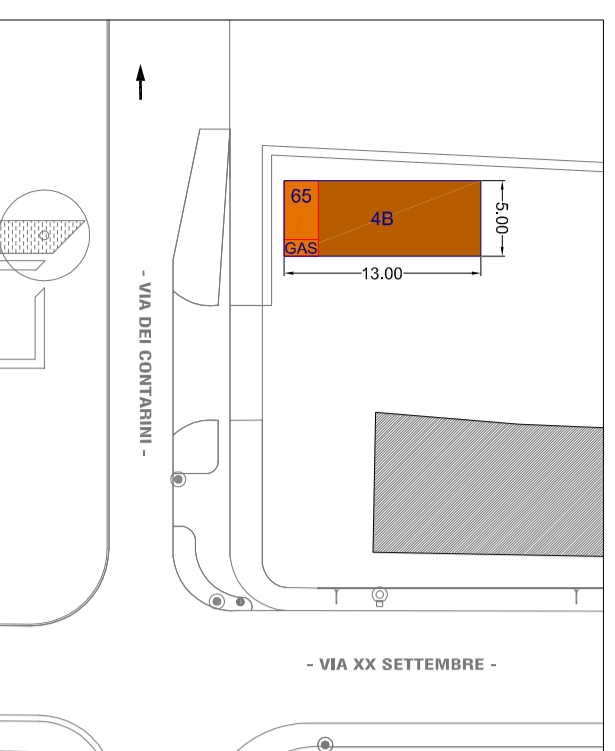 65
4B
GAS
5.00
13.00
- VIA DEI CONTARINI -
- VIA XX SETTEMBRE -